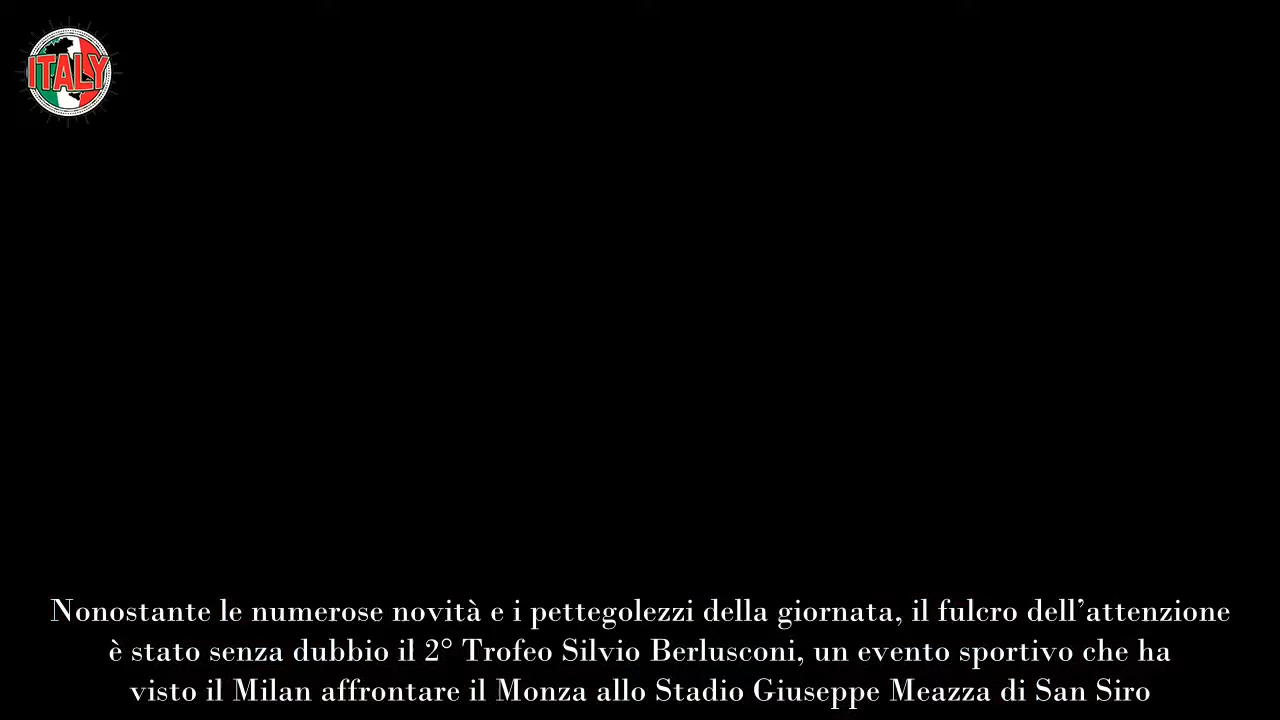 ITALY
Nonostante le numerose novità e i pettegolezzi della giornata, il fulcro dell’attenzione
è stato senza dubbio il 2° Trofeo Silvio Berlusconi, un evento sportivo che ha
visto il Milan affrontare il Monza allo Stadio Giuseppe Meazza di San Siro